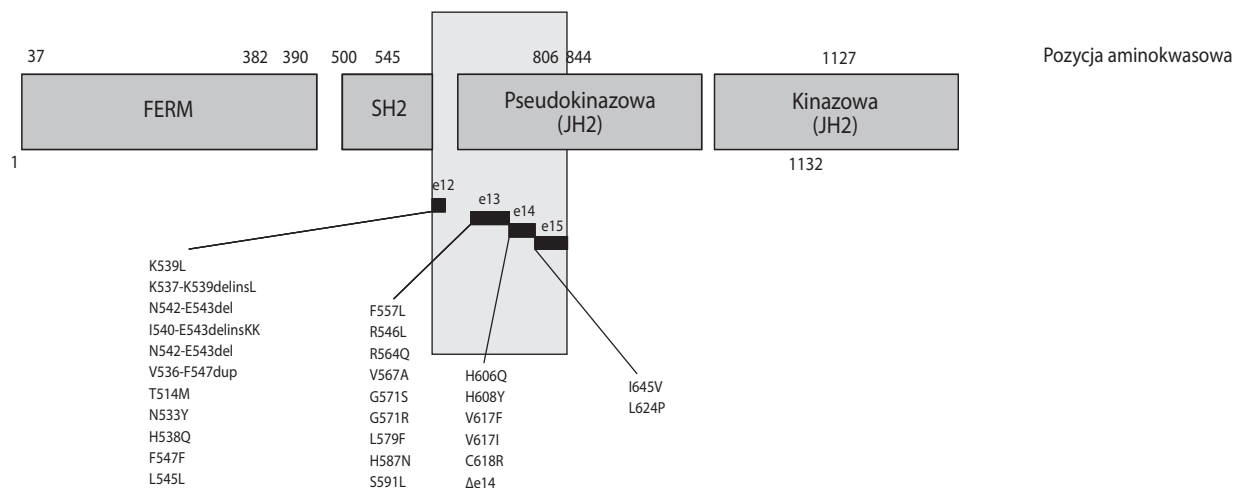 37 382 390 500 545 806 844 1127 Pozycja aminokwasowa
FERM
SH2
Pseudokinazowa
(JH2)
Kinazowa
(JH2)
1
1132
e12
e13
e14
e15
K539L
K537-K539delinsL
N542-E543del
I540-E543delinsKK
N542-E543del
V536-F547dup
T514M
N533Y
H538Q
F547F
L545L
F557L
R546L
R564Q
V567A
G571S
G571R
L579F
H587N
S591L
H606Q
H608Y
V617F
V617I
C618R
Δe14
I645V
L624P